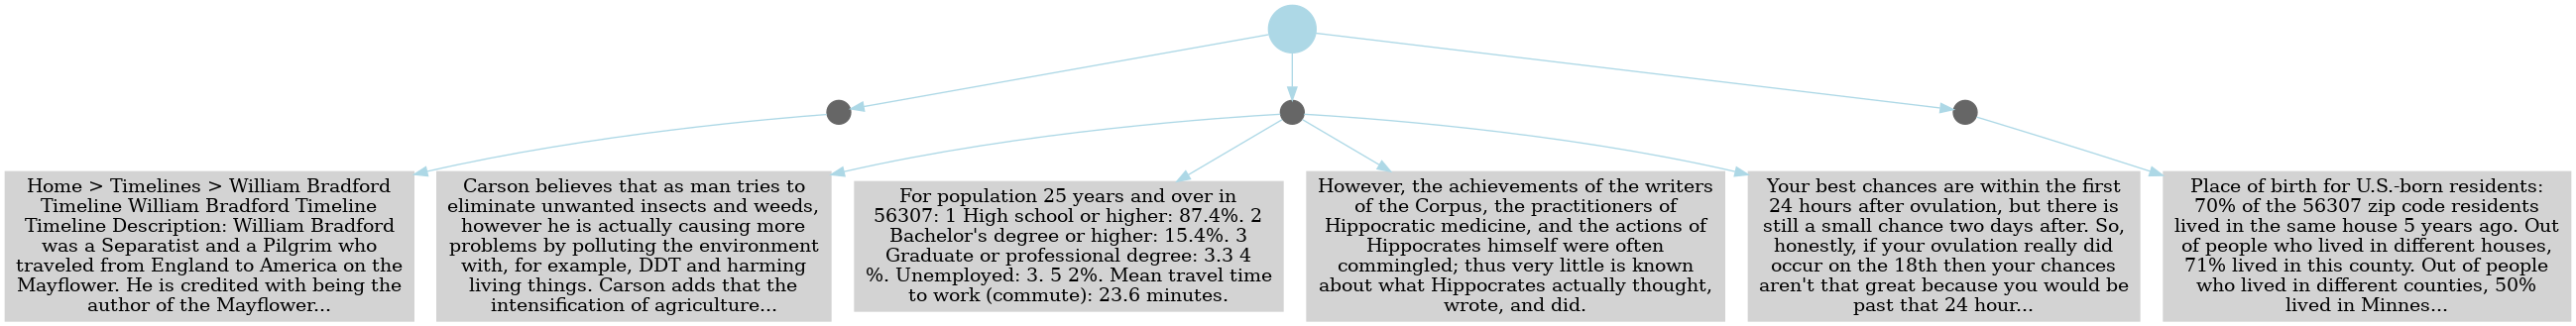 Home > Timelines > William Bradford
Timeline William Bradford Timeline
Timeline Description: William Bradford
was a Separatist and a Pilgrim who
traveled from England to America on the
Mayflower. He is credited with being the
author of the Mayflower...
Carson believes that as man tries to
eliminate unwanted insects and weeds,
however he is actually causing more
problems by polluting the environment
with, for example, DDT and harming
living things. Carson adds that the
intensification of agriculture...
For population 25 years and over in
56307: 1 High school or higher: 87.4%. 2
Bachelor's degree or higher: 15.4%. 3
Graduate or professional degree: 3.3 4
%. Unemployed: 3. 5 2%. Mean travel time
to work (commute): 23.6 minutes.
However, the achievements of the writers
of the Corpus, the practitioners of
Hippocratic medicine, and the actions of
Hippocrates himself were often
commingled; thus very little is known
about what Hippocrates actually thought,
wrote, and did.
Your best chances are within the first
24 hours after ovulation, but there is
still a small chance two days after. So,
honestly, if your ovulation really did
occur on the 18th then your chances
aren't that great because you would be
past that 24 hour...
Place of birth for U.S.-born residents:
70% of the 56307 zip code residents
lived in the same house 5 years ago. Out
of people who lived in different houses,
71% lived in this county. Out of people
who lived in different counties, 50%
lived in Minnes...